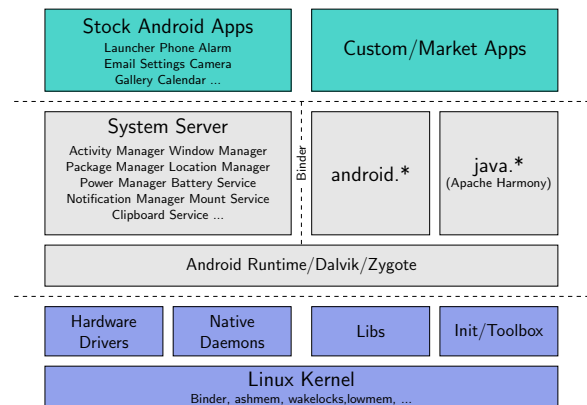 Stock Android Apps
Launcher Phone Alarm
Email Settings Camera
Gallery Calendar ...
Custom/Market Apps
System Server
Activity Manager Window Manager
Package Manager Location Manager
Power Manager Battery Service
Notification Manager Mount Service
Clipboard Service ...
Binder
android.*
java.*
(Apache Harmony)
Android Runtime/Dalvik/Zygote
Hardware
Drivers
Native
Daemons
Libs
Init/Toolbox
Linux Kernel
Binder, ashmem, wakelocks,lowmem, ...